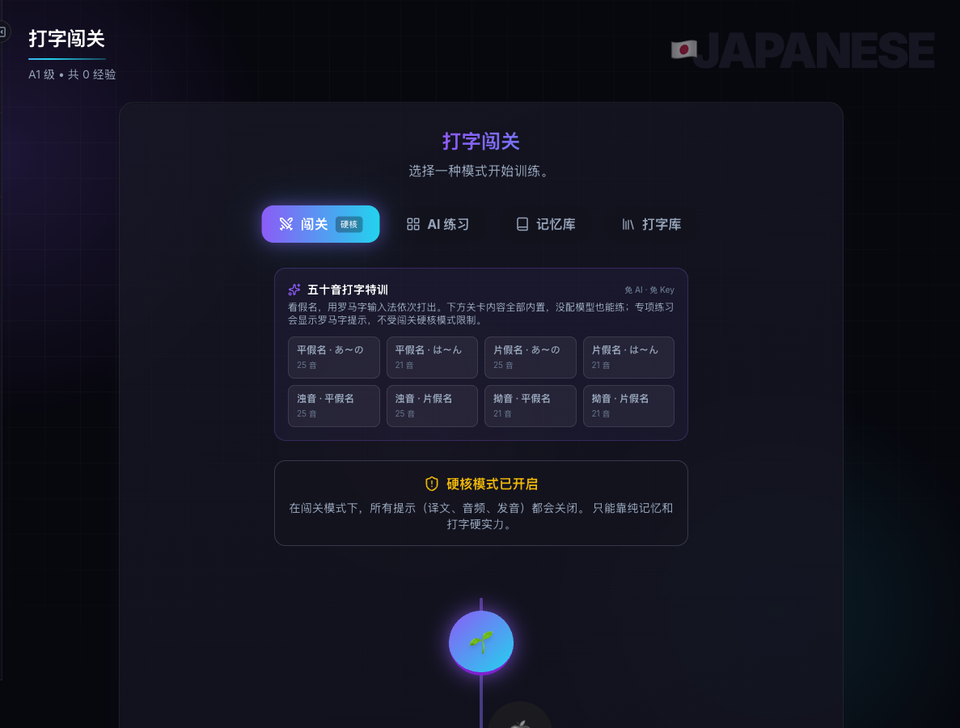 打字闯关
JAPANESE
A1 级 • 共 0 经验
打字闯关
选择一种模式开始训练。
闯关 硬核 AI 练习 记忆库 打字库
五十音打字特训 免 AI · 免 Key
看假名，用罗马字输入法依次打出。下方关卡内容全部内置，没配模型也能练；专项练习
会显示罗马字提示，不受闯关硬核模式限制。
平假名 · あ〜の 平假名 · は〜ん 片假名 · あ〜の 片假名 · は〜ん
25 音 21 音 25 音 21 音
浊音 · 平假名 浊音 · 片假名 拗音 · 平假名 拗音 · 片假名
25 音 25 音 21 音 21 音
硬核模式已开启
在闯关模式下，所有提示（译文、音频、发音）都会关闭。 只能靠纯记忆和
打字硬实力。